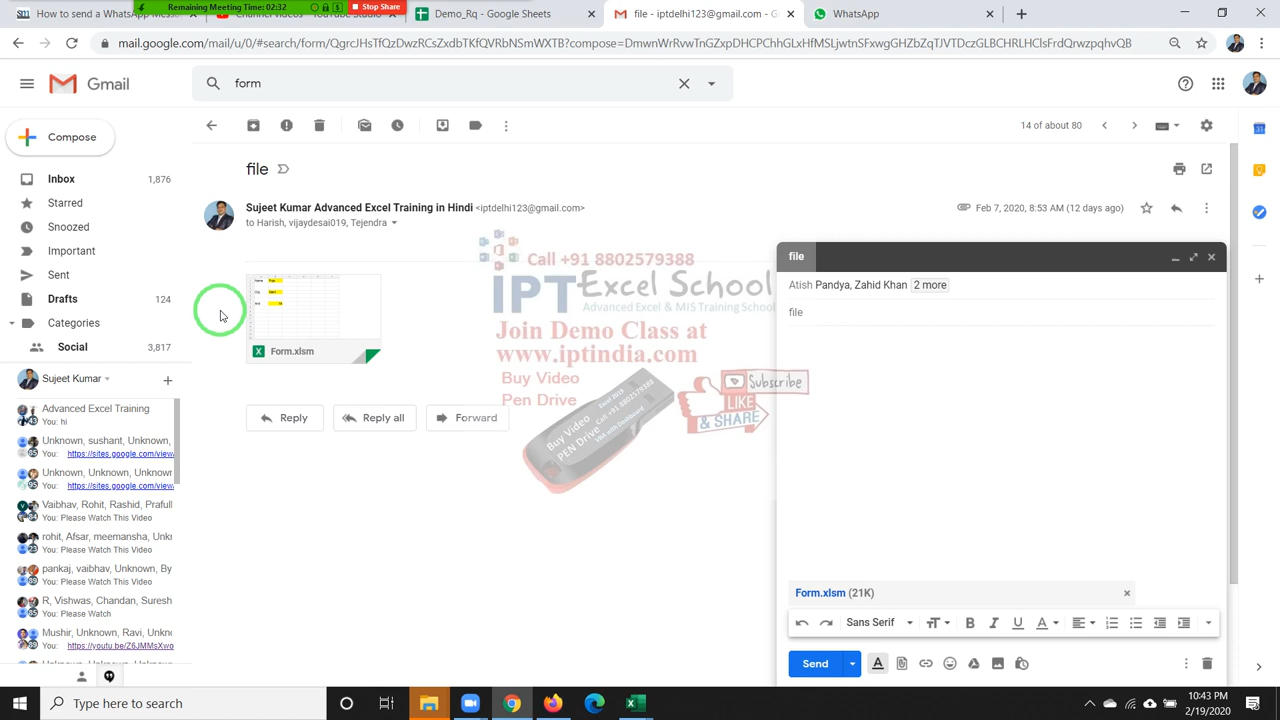 Remaining Meeting Time: 02:32
Stop Share
How to send a WhatsApp Mess
Channel videos - YouTube Studio
Demo_Rq - Google Sheets
file - iptdelhi123@gmail.com - G
WhatsApp
mail.google.com/mail/u/0/#search/form/QgrcJHsTfQzDwzRCsZxdbTKfQVRbNSmWXTB?compose=DmwnWrRvwTnGZxpDHCPChhGLxHfMSLjwtnSFxwgGHZbZqTJVTDczGLBCHRLHClsFrdQrwzpqhvQB
Gmail
form
Compose
14 of about 80
Inbox 1,876
Starred
Snoozed
Important
Sent
Drafts 124
Categories
Social 3,817
file
Sujeet Kumar Advanced Excel Training in Hindi <iptdelhi123@gmail.com>
Feb 7, 2020, 8:53 AM (12 days ago)
to Harish, vijaydesai019, Tejendra
Form.xlsm
Reply
Reply all
Forward
Call +91 8802579388
IPT Excel School
Advanced Excel & MIS Training School
Join Demo Class at
www.iptindia.com
Buy Video
Pen Drive
Subscribe
LIKE
& SHARE
Buy Video
PEN Drive
Call +91 8802579388
file
Atish Pandya, Zahid Khan 2 more
file
Form.xlsm (21K)
Sans Serif
Send
Sujeet Kumar
Advanced Excel Training
You: hi
Unknown, sushant, Unknown,
You: https://sites.google.com/view/
Unknown, Unknown, Unknown
You: https://sites.google.com/view/
Vaibhav, Rohit, Rashid, Prafull
You: Please Watch This Video
rohit, Afsar, meemansha, Unk
You: Please Watch This Video
pankaj, vaibhav, Unknown, By
You: Please Watch This Video
R, Vishwas, Chandan, Suresh
You: Please Watch
Mushir, Unknown, Ravi, Unkn
You: https://youtu.be/Z6JMMsXwo
Type here to search
10:43 PM
2/19/2020